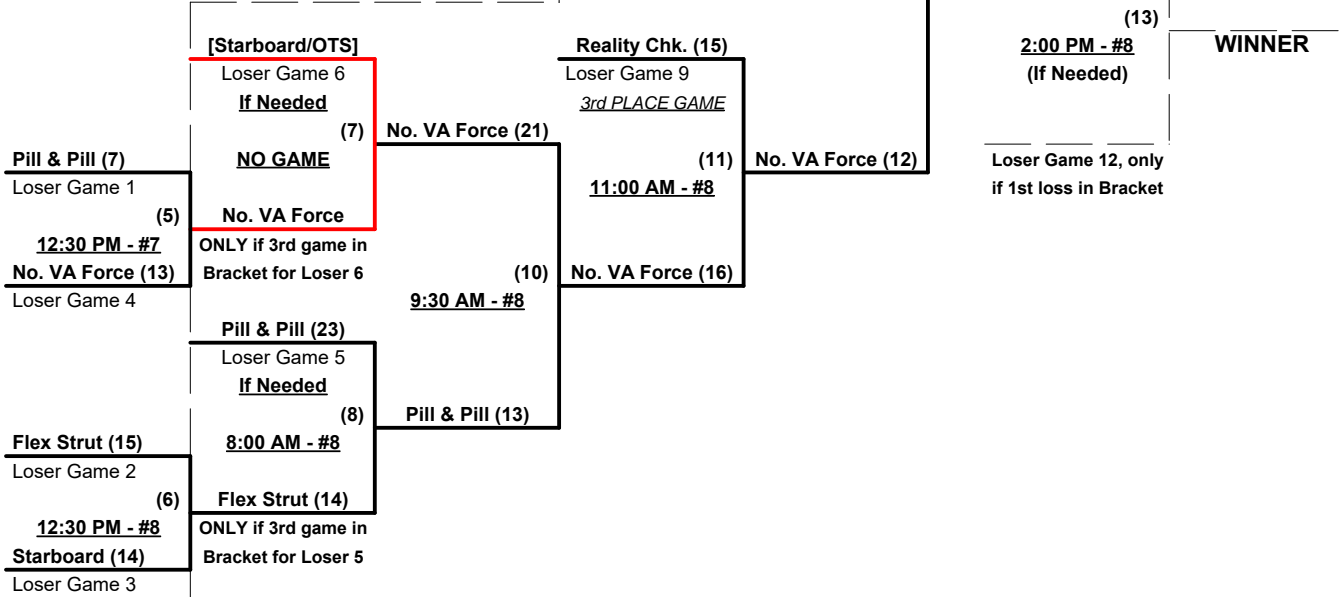 (13)
[Starboard/OTS]
Reality Chk. (15)
2:00 PM - #8
WINNER
Loser Game 6
Loser Game 9
(If Needed)
If Needed
3rd PLACE GAME
(7)
No. VA Force (21)
Pill & Pill (7)
NO GAME
(11)
No. VA Force (12)
Loser Game 12, only
Loser Game 1
11:00 AM - #8
if 1st loss in Bracket
(5)
No. VA Force
12:30 PM - #7
ONLY if 3rd game in
No. VA Force (13)
Bracket for Loser 6
(10)
No. VA Force (16)
Loser Game 4
9:30 AM - #8
Pill & Pill (23)
Loser Game 5
If Needed
(8)
Pill & Pill (13)
Flex Strut (15)
8:00 AM - #8
Loser Game 2
(6)
Flex Strut (14)
12:30 PM - #8
ONLY if 3rd game in
Starboard (14)
Bracket for Loser 5
Loser Game 3